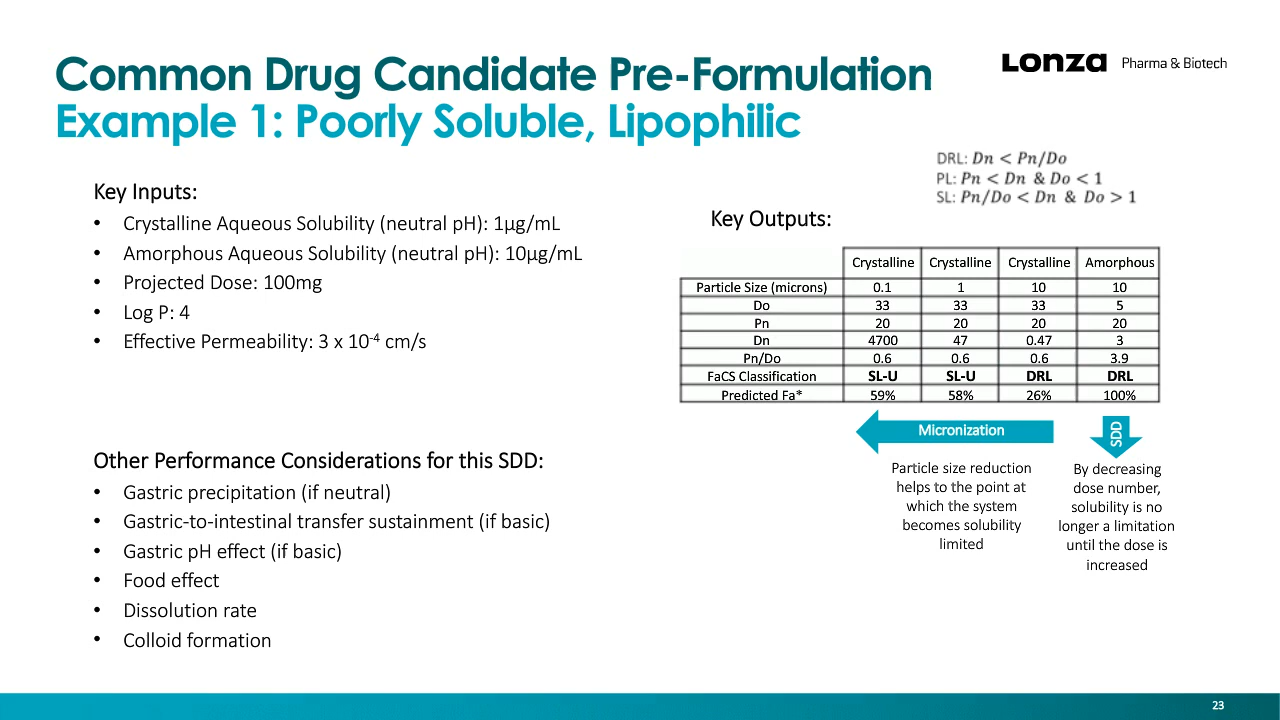 Common Drug Candidate Pre-Formulation
Example 1: Poorly Soluble, Lipophilic
Lonza Pharma & Biotech
Key Inputs:
• Crystalline Aqueous Solubility (neutral pH): 1µg/mL
• Amorphous Aqueous Solubility (neutral pH): 10µg/mL
• Projected Dose: 100mg
• Log P: 4
• Effective Permeability: 3 x 10⁻⁴ cm/s
Other Performance Considerations for this SDD:
• Gastric precipitation (if neutral)
• Gastric-to-intestinal transfer sustainment (if basic)
• Gastric pH effect (if basic)
• Food effect
• Dissolution rate
• Colloid formation
DRL: Dn < Pn/Do
PL: Pn < Dn & Do < 1
SL: Pn/Do < Dn & Do > 1
Key Outputs:
Crystalline Crystalline Crystalline Amorphous
Particle Size (microns) 0.1 1 10 10
Do 33 33 33 5
Pn 20 20 20 20
Dn 4700 47 0.47 3
Pn/Do 0.6 0.6 0.6 3.9
FaCS Classification SL-U SL-U DRL DRL
Predicted Fa* 59% 58% 26% 100%
Micronization
SDD
Particle size reduction
helps to the point at
which the system
becomes solubility
limited
By decreasing
dose number,
solubility is no
longer a limitation
until the dose is
increased
23